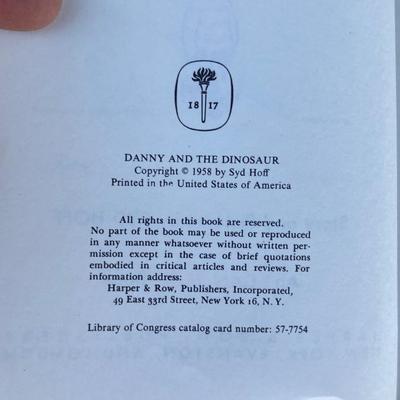 18 17
DANNY AND THE DINOSAUR
Copyright © 1958 by Syd Hoff
Printed in the United States of America
All rights in this book are reserved.
No part of the book may be used or reproduced
in any manner whatsoever without written per-
mission except in the case of brief quotations
embodied in critical articles and reviews. For
information address:
Harper & Row, Publishers, Incorporated,
49 East 33rd Street, New York 16, N. Y.
Library of Congress catalog card number: 57-7754